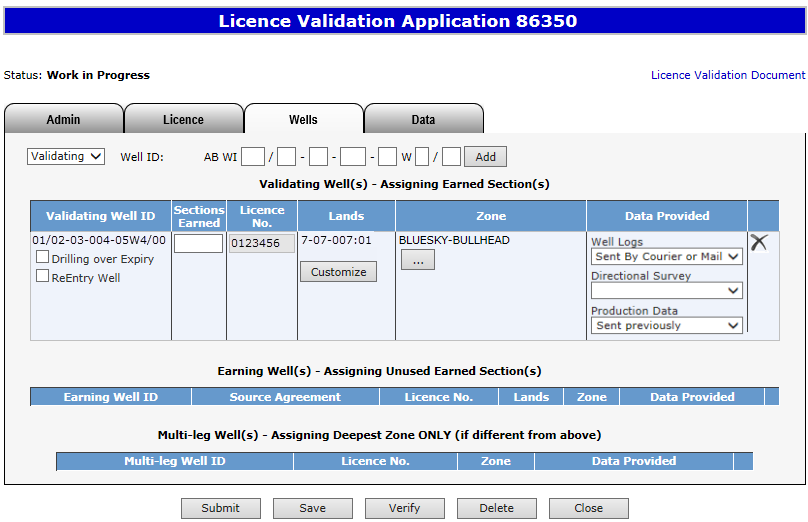 Licence Validation Application 86350
Status: Work in Progress
Licence Validation Document
Admin Licence Wells Data
Validating Well ID: AB WI / - - - W / Add
Validating Well(s) - Assigning Earned Section(s)
Validating Well ID Sections Earned Licence No. Lands Zone Data Provided
01/02-03-004-05W4/00 0123456 7-07-007:01 BLUESKY-BULLHEAD Well Logs
Drilling over Expiry Customize ... Sent By Courier or Mail
ReEntry Well Directional Survey
Production Data
Sent previously
Earning Well(s) - Assigning Unused Earned Section(s)
Earning Well ID Source Agreement Licence No. Lands Zone Data Provided
Multi-leg Well(s) - Assigning Deepest Zone ONLY (if different from above)
Multi-leg Well ID Licence No. Zone Data Provided
Submit Save Verify Delete Close